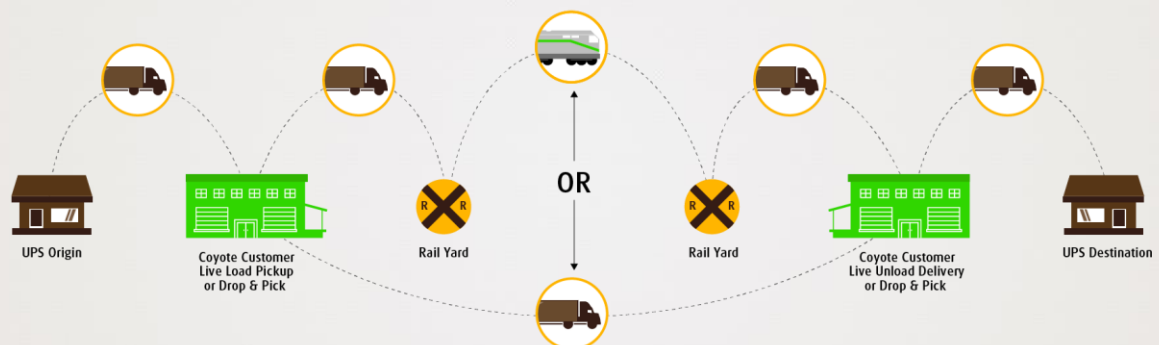 OR
R R
R R
UPS Origin
Coyote Customer
Live Load Pickup
or Drop & Pick
Rail Yard
Rail Yard
Coyote Customer
Live Unload Delivery
or Drop & Pick
UPS Destination